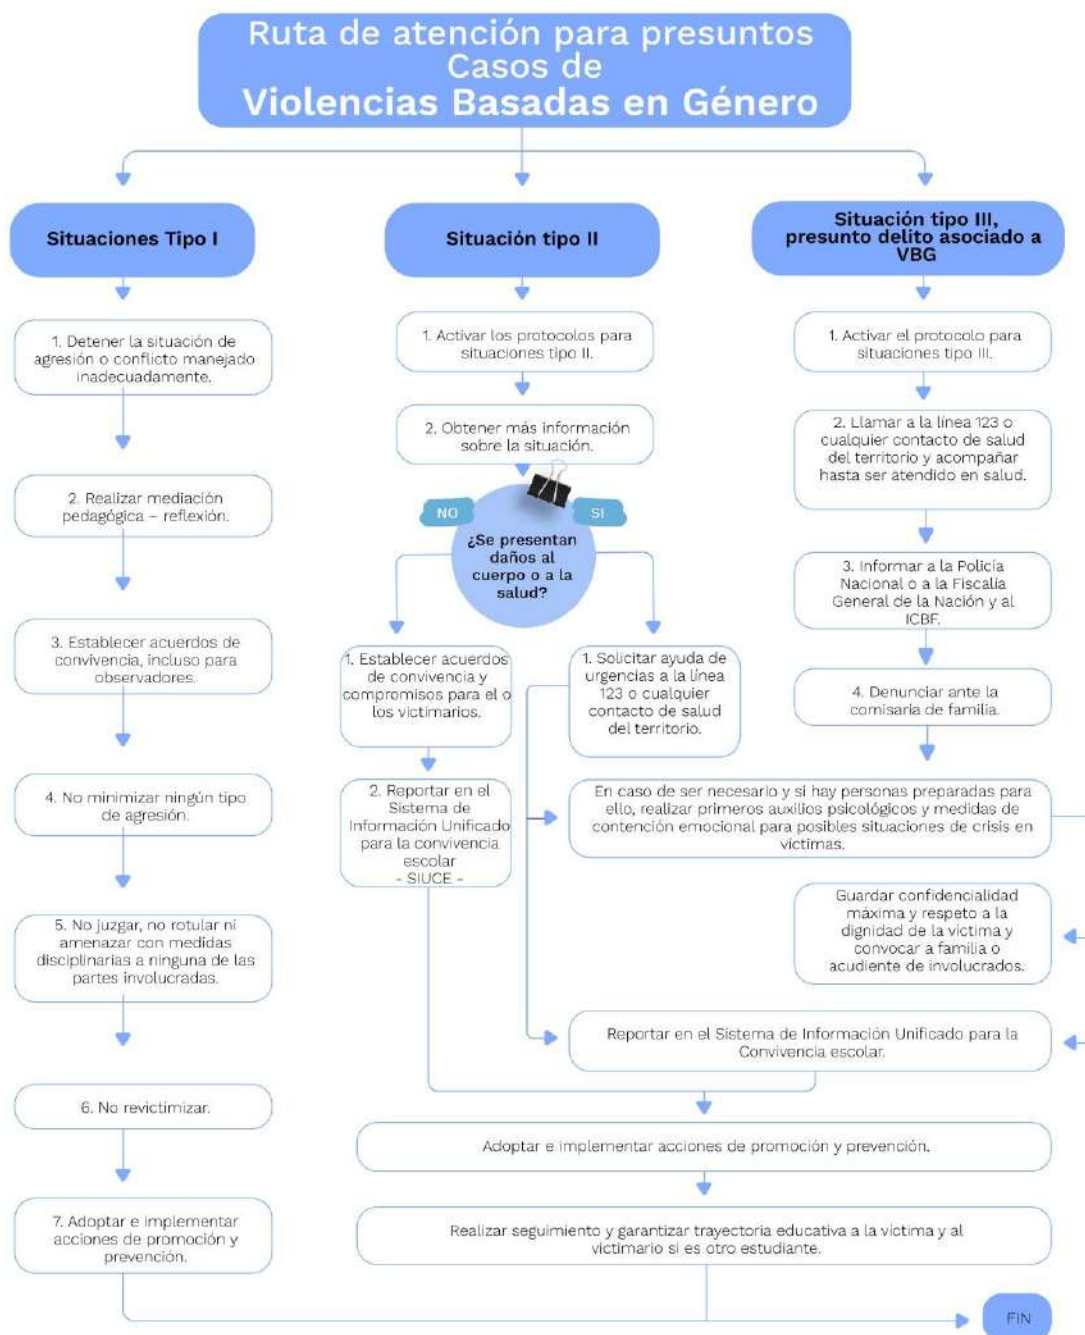 Ruta de atención para presuntos
Casos de
Violencias Basadas en Género
Situaciones Tipo I
1. Detener la situación de
agresión o conflicto manejado
inadecuadamente.
2. Realizar mediación
pedagógica – reflexión.
3. Establecer acuerdos de
convivencia, incluso para
observadores.
4. No minimizar ningún tipo
de agresión.
5. No juzgar, no rotular ni
amenazar con medidas
disciplinarias a ninguna de las
partes involucradas.
6. No revictimizar.
7. Adoptar e implementar
acciones de promoción y
prevención.
Situación tipo II
1. Activar los protocolos para
situaciones tipo II.
2. Obtener más información
sobre la situación.
NO
SI
¿Se presentan
daños al
cuerpo o a la
salud?
1. Establecer acuerdos
de convivencia y
compromisos para el o
los victimarios.
2. Reportar en el
Sistema de
Información Unificado
para la convivencia
escolar
- SIUCE -
1. Solicitar ayuda de
urgencias a la línea
123 o cualquier
contacto de salud
del territorio.
Situación tipo III,
presunto delito asociado a
VBG
1. Activar el protocolo para
situaciones tipo III.
2. Llamar a la línea 123 o
cualquier contacto de salud
del territorio y acompañar
hasta ser atendido en salud.
3. Informar a la Policía
Nacional o a la Fiscalía
General de la Nación y al
ICBF.
4. Denunciar ante la
comisaría de familia.
En caso de ser necesario y si hay personas preparadas para
ello, realizar primeros auxilios psicológicos y medidas de
contención emocional para posibles situaciones de crisis en
víctimas.
Guardar confidencialidad
máxima y respeto a la
dignidad de la víctima y
convocar a familia o
acudiente de involucrados.
Reportar en el Sistema de Información Unificado para la
Convivencia escolar.
Adoptar e implementar acciones de promoción y prevención.
Realizar seguimiento y garantizar trayectoria educativa a la víctima y al
victimario si es otro estudiante.
FIN